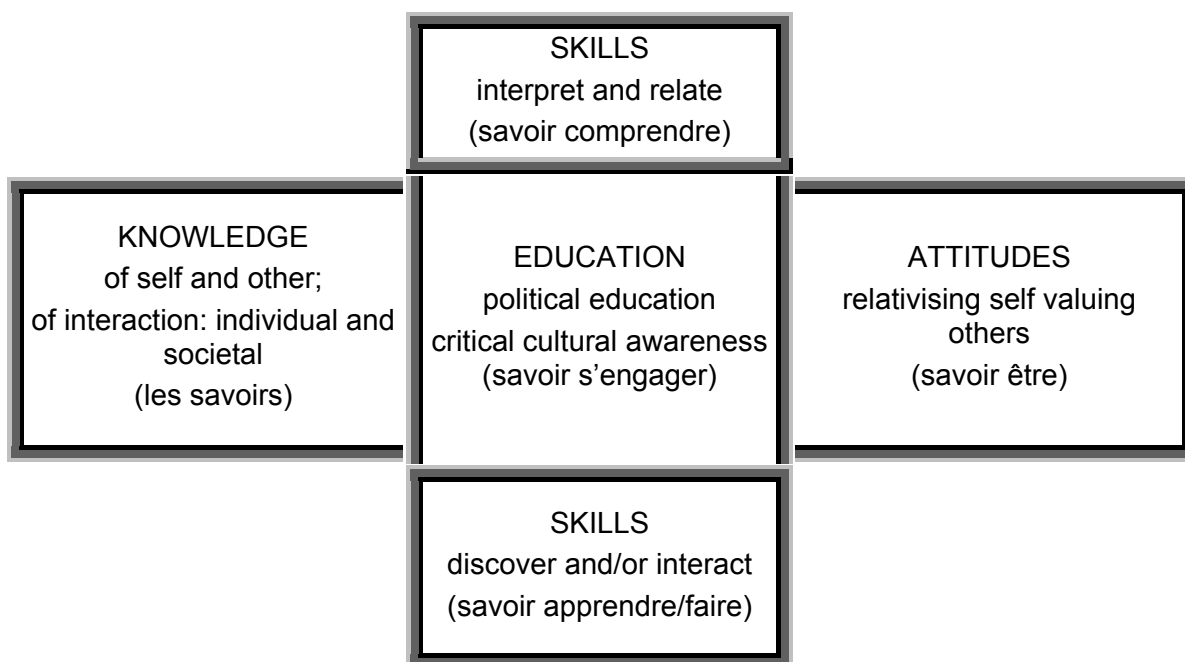 SKILLS
interpret and relate
(savoir comprendre)
KNOWLEDGE
of self and other;
of interaction: individual and
societal
(les savoirs)
EDUCATION
political education
critical cultural awareness
(savoir s’engager)
ATTITUDES
relativising self valuing
others
(savoir être)
SKILLS
discover and/or interact
(savoir apprendre/faire)